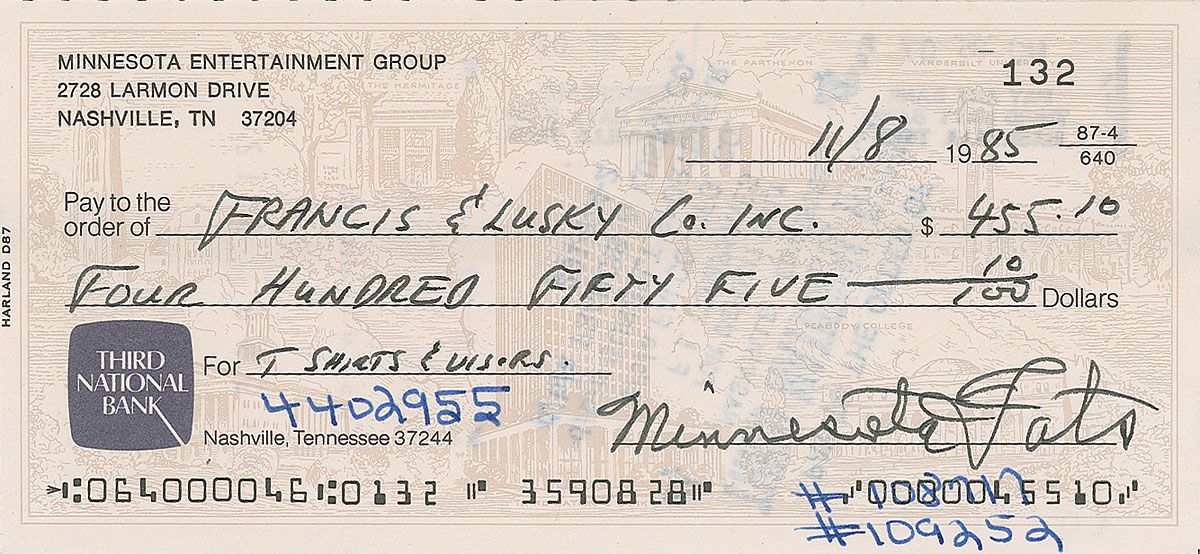 MINNESOTA ENTERTAINMENT GROUP
2728 LARMON DRIVE
NASHVILLE, TN 37204
THE HERMITAGE
THE PARTHENON
VANDERBILT
132
11/8 1985
87-4
640
Pay to the
order of FRANCIS & LUSKY Co. INC. $ 455.10
FOUR HUNDRED FIFTY FIVE 10/100 Dollars
PEABODY COLLEGE
HARLAND D87
THIRD
NATIONAL
BANK
For T SHIRTS & VISORS.
4402955
Nashville, Tennessee 37244
Minnesota Fats
⑆064000046⑆0132 ⑈ 3590828⑈ ⑇0000046510⑇
#109252